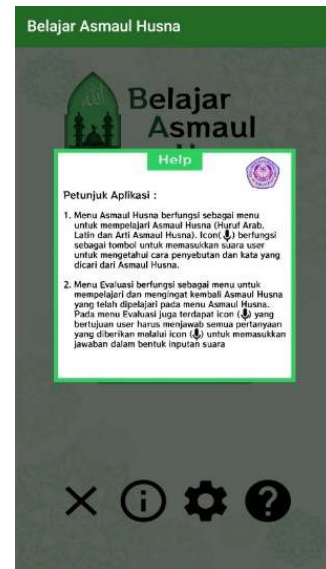 Belajar Asmaul Husna
Belajar
Asmaul
Help
Petunjuk Aplikasi :
1. Menu Asmaul Husna berfungsi sebagai menu
untuk mempelajari Asmaul Husna (Huruf Arab,
Latin dan Arti Asmaul Husna). Icon( ) berfungsi
sebagai tombol untuk memasukkan suara user
untuk mengetahui cara penyebutan dan kata yang
dicari dari Asmaul Husna.
2. Menu Evaluasi berfungsi sebagai menu untuk
mempelajari dan mengingat kembali Asmaul Husna
yang telah dipelajari pada menu Asmaul Husna.
Pada menu Evaluasi juga terdapat icon ( ) yang
bertujuan user harus menjawab semua pertanyaan
yang diberikan melalui icon ( ) untuk memasukkan
jawaban dalam bentuk inputan suara